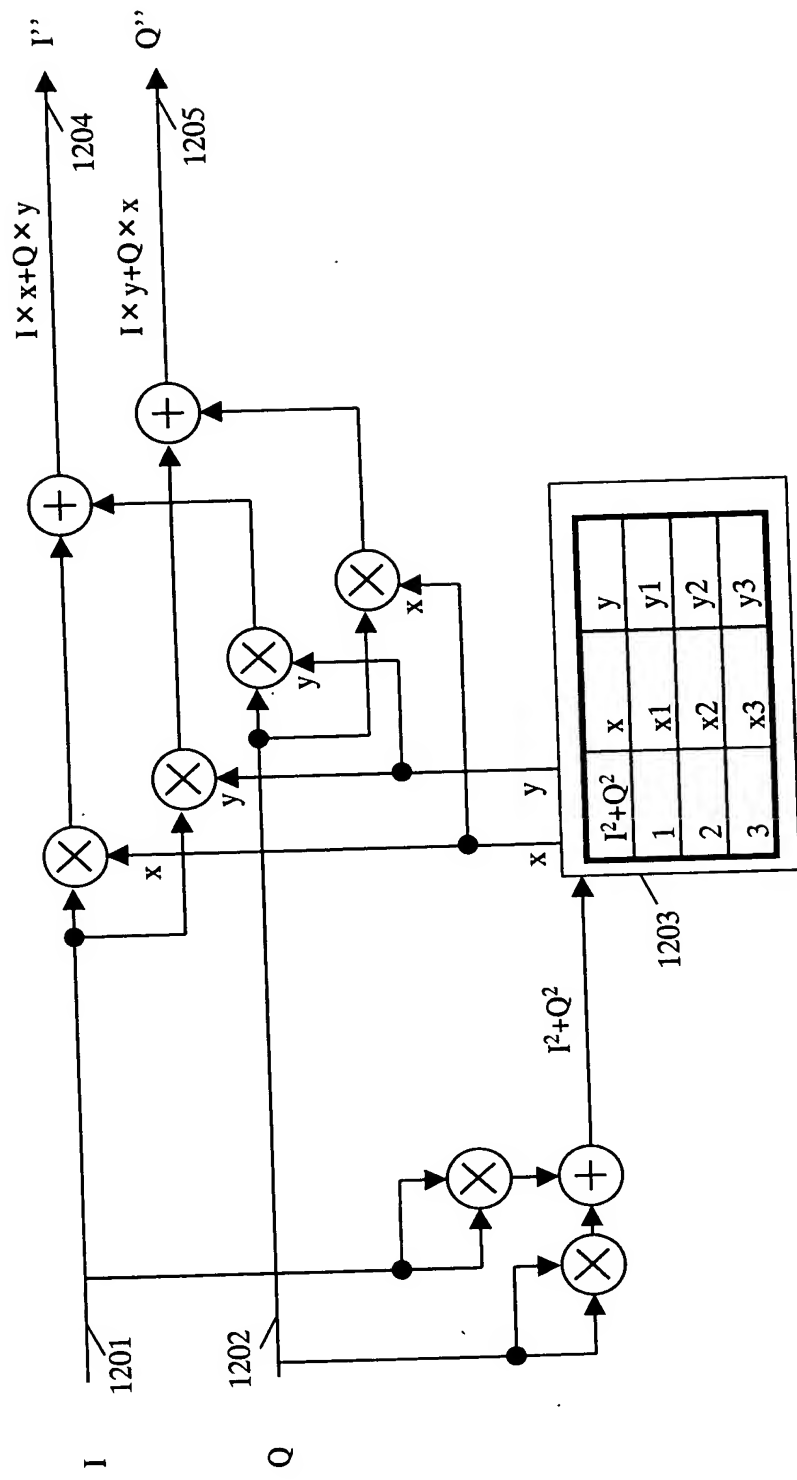 I
1201
I×x+Q×y
1204
I''
Q
1202
x
y
y
x
I×y+Q×x
1205
Q''
I²+Q²
x
y
1203
I²+Q² x y
1 x1 y1
2 x2 y2
3 x3 y3